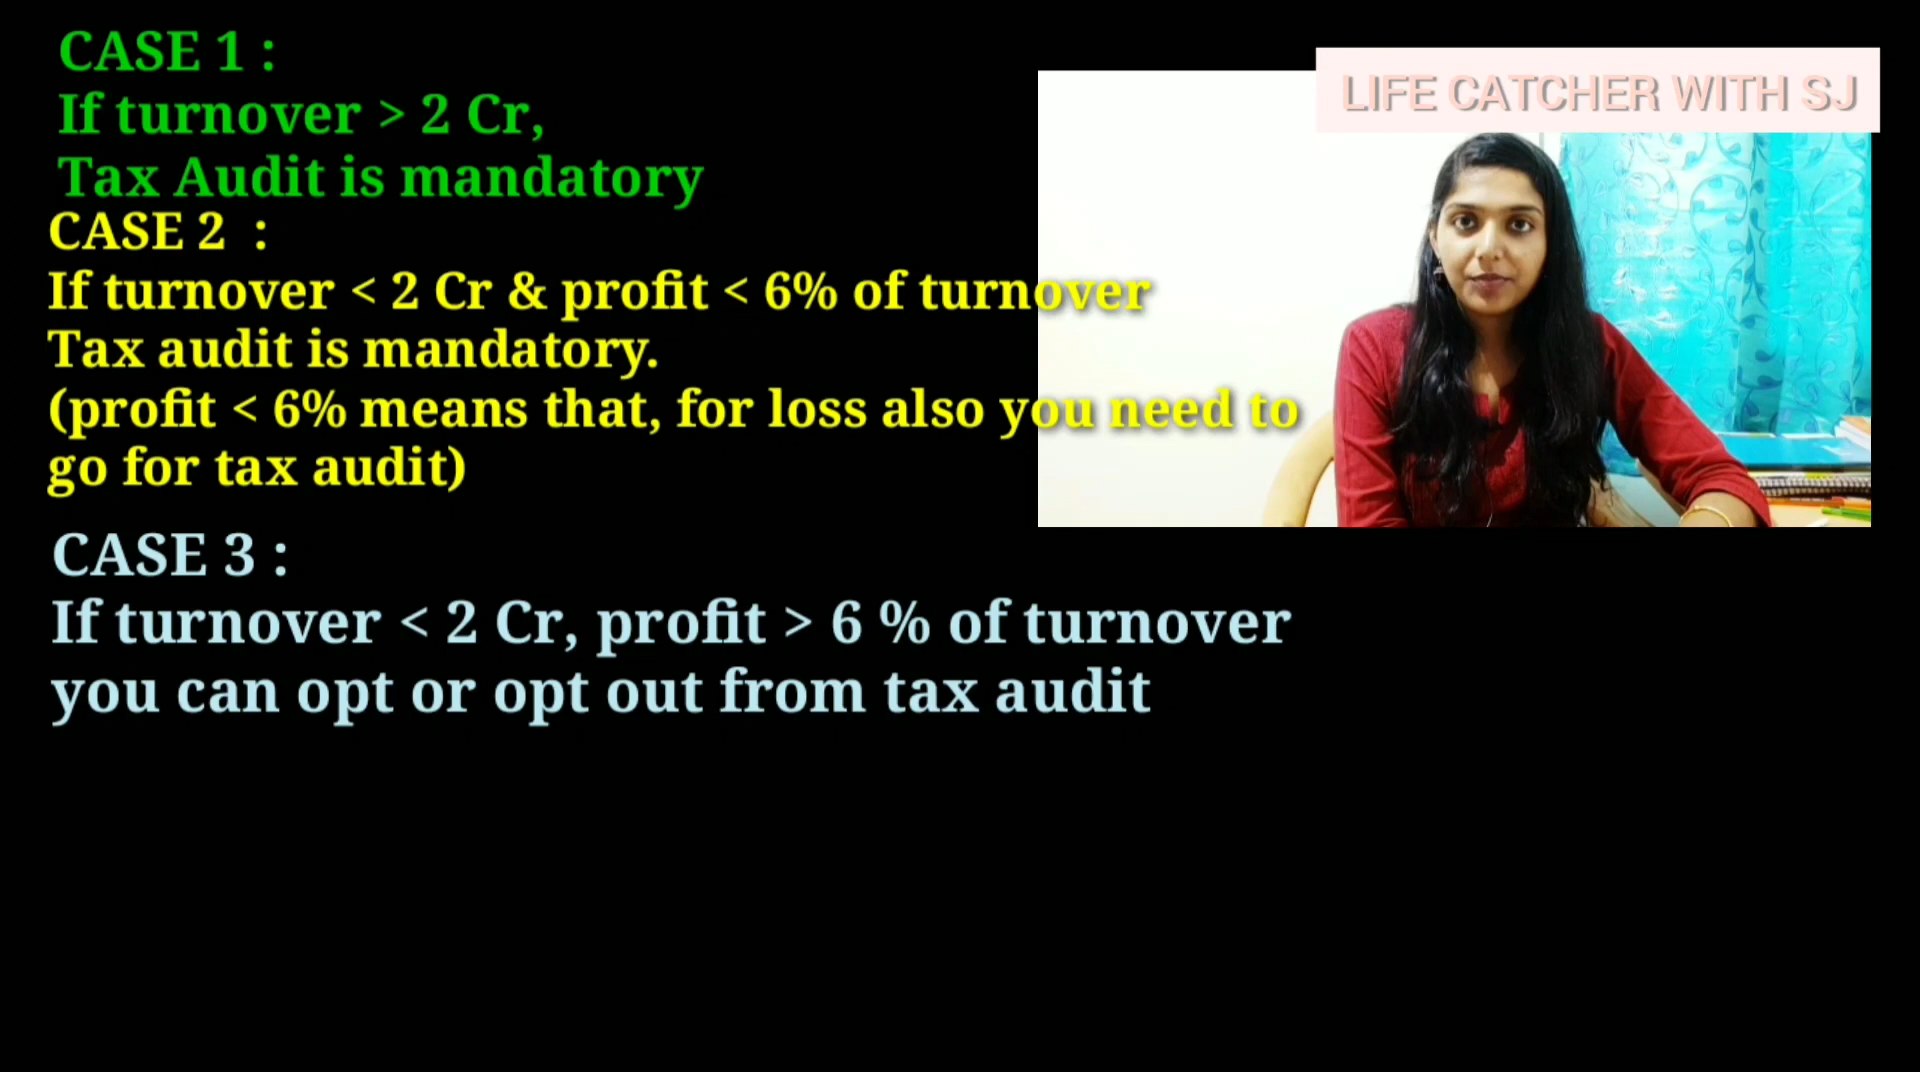 CASE 1 :
If turnover > 2 Cr,
Tax Audit is mandatory
LIFE CATCHER WITH SJ
CASE 2 :
If turnover < 2 Cr & profit < 6% of turnover
Tax audit is mandatory.
(profit < 6% means that, for loss also you need to
go for tax audit)
CASE 3 :
If turnover < 2 Cr, profit > 6 % of turnover
you can opt or opt out from tax audit